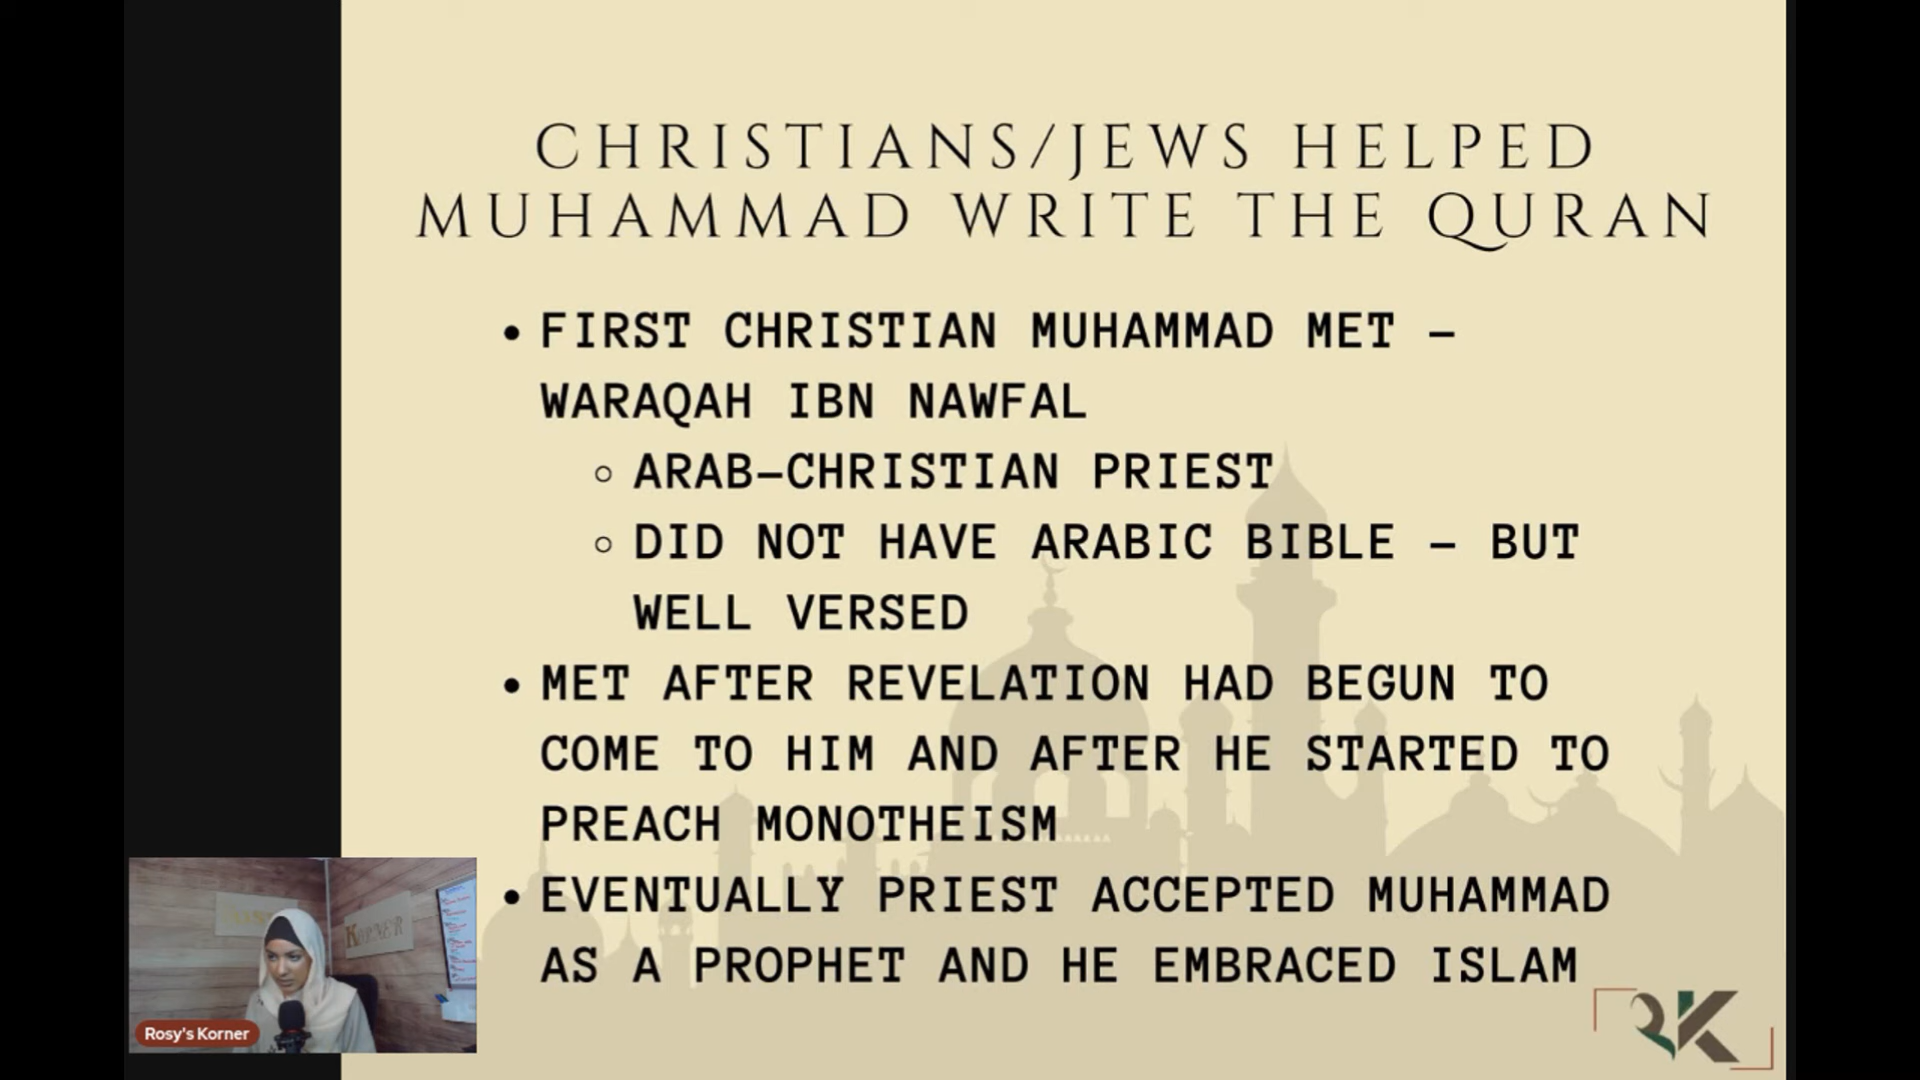 CHRISTIANS/JEWS HELPED
MUHAMMAD WRITE THE QURAN
• FIRST CHRISTIAN MUHAMMAD MET –
WARAQAH IBN NAWFAL
◦ ARAB–CHRISTIAN PRIEST
◦ DID NOT HAVE ARABIC BIBLE – BUT
WELL VERSED
• MET AFTER REVELATION HAD BEGUN TO
COME TO HIM AND AFTER HE STARTED TO
PREACH MONOTHEISM
• EVENTUALLY PRIEST ACCEPTED MUHAMMAD
AS A PROPHET AND HE EMBRACED ISLAM
KORNER
Rosy's Korner
RK